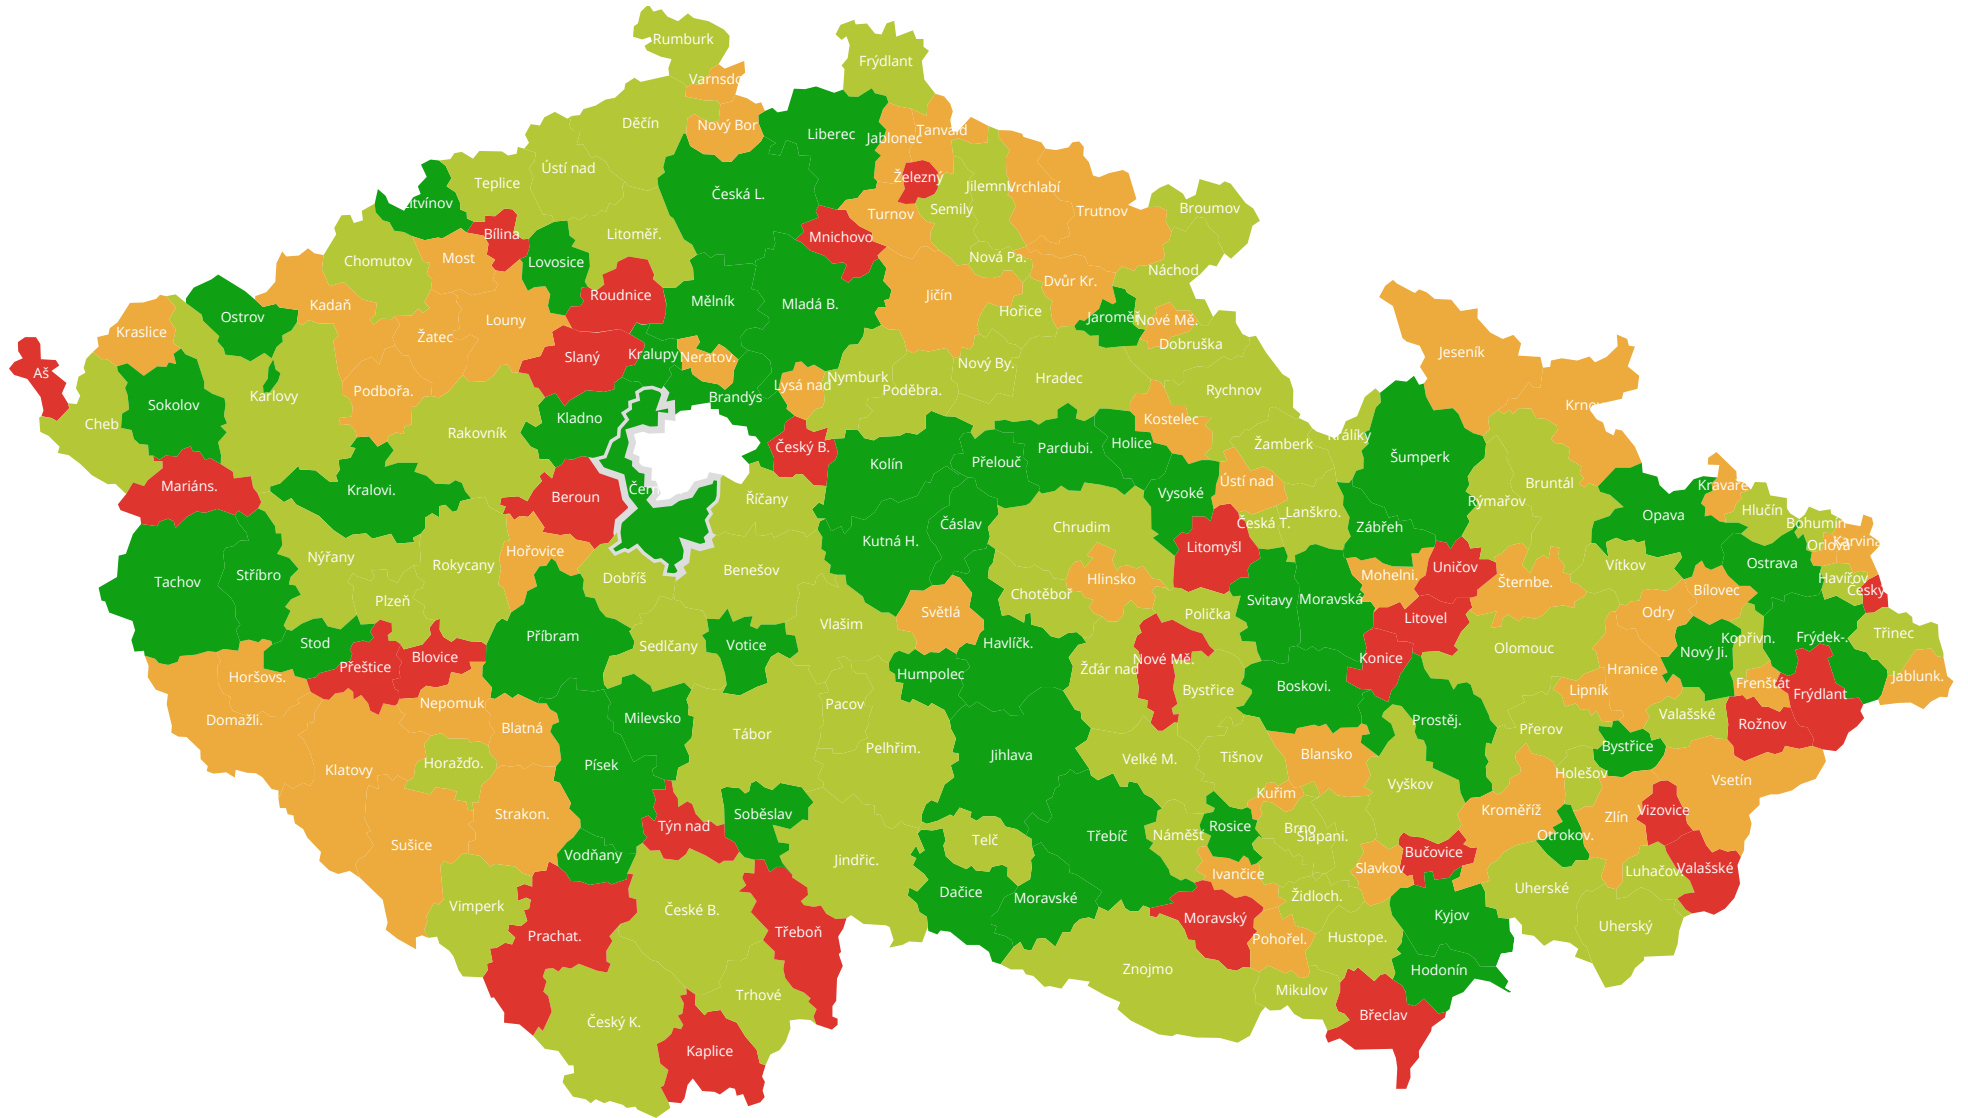 Rumburk
Frýdlant
Varnsdo
Děčín
Nový Bor
Liberec
Jablonec
Tanvald
Ústí nad
Teplice
Železný
Jilemni
Vrchlabí
Česká L.
Litvínov
Semily
Turnov
Trutnov
Broumov
Bílina
Litoměř.
Mnichovo
Most
Nová Pa.
Chomutov
Lovosice
Náchod
Dvůr Kr.
Roudnice
Mělník
Mladá B.
Jičín
Kadaň
Hořice
Ostrov
Louny
Jaroměř
Nové Mě.
Kraslice
Žatec
Dobruška
Slaný
Kralupy
Neratov.
Jeseník
Nový By.
Aš
Nymburk
Hradec
Lysá nad
Poděbra.
Rychnov
Podbořa.
Karlovy
Brandýs
Sokolov
Krnov
Kladno
Kostelec
Cheb
Rakovník
Králíky
Žamberk
Holice
Český B.
Pardubi.
Šumperk
Kolín
Přelouč
Ústí nad
Bruntál
Mariáns.
Kralovi.
Čern
Kravaře
Beroun
Říčany
Vysoké
Rýmařov
Lanškro.
Hlučín
Opava
Čáslav
Chrudim
Česká T.
Zábřeh
Bohumín
Kutná H.
Litomyšl
Orlová
Karviná
Hořovice
Nýřany
Rokycany
Vítkov
Ostrava
Benešov
Uničov
Stříbro
Mohelni.
Dobříš
Hlinsko
Havířov
Tachov
Šternbe.
Bílovec
Český
Chotěboř
Plzeň
Svitavy
Moravská
Světlá
Odry
Polička
Litovel
Vlašim
Příbram
Třinec
Kopřivn.
Frýdek-.
Stod
Votice
Havlíčk.
Sedlčany
Olomouc
Nový Ji.
Blovice
Konice
Nové Mě.
Přeštice
Žďár nad
Hranice
Humpolec
Horšovs.
Jablunk.
Frenštát
Boskovi.
Bystřice
Lipník
Frýdlant
Nepomuk
Pacov
Valašské
Domažli.
Milevsko
Prostěj.
Rožnov
Blatná
Přerov
Tábor
Bystřice
Pelhřim.
Jihlava
Blansko
Tišnov
Velké M.
Horažďo.
Písek
Klatovy
Holešov
Vsetín
Vyškov
Kuřim
Kroměříž
Vizovice
Strakon.
Soběslav
Zlín
Týn nad
Rosice
Brno
Náměšť
Třebíč
Otrokov.
Šlapani.
Telč
Sušice
Bučovice
Vodňany
Jindřic.
Slavkov
Valašské
Luhačov.
Ivančice
Uherské
Dačice
Židloch.
Moravské
Vimperk
České B.
Kyjov
Moravský
Uherský
Třeboň
Prachat.
Hustope.
Pohořel.
Znojmo
Hodonín
Mikulov
Trhové
Břeclav
Český K.
Kaplice